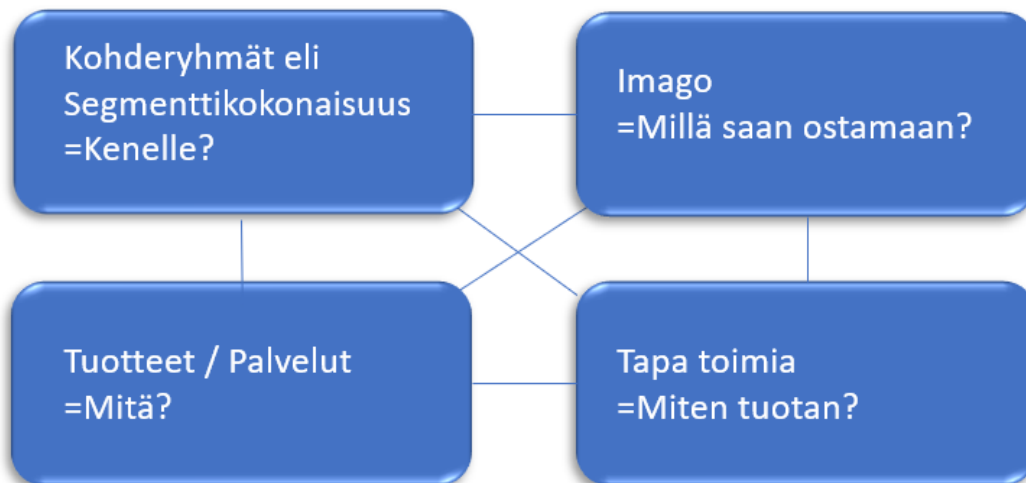 Kohderyhmät eli
Segmenttikokonaisuus
=Kenelle?
Imago
=Millä saan ostamaan?
Tuotteet / Palvelut
=Mitä?
Tapa toimia
=Miten tuotan?